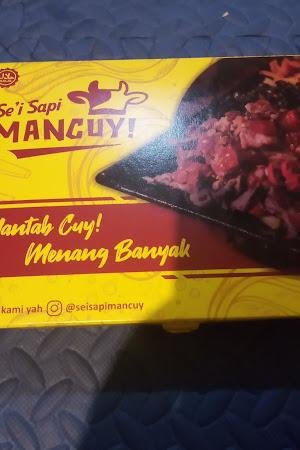 Se'i Sapi
MANCUY!
Mantab Cuy!
Menang Banyak
kami yah @seisapimancuy